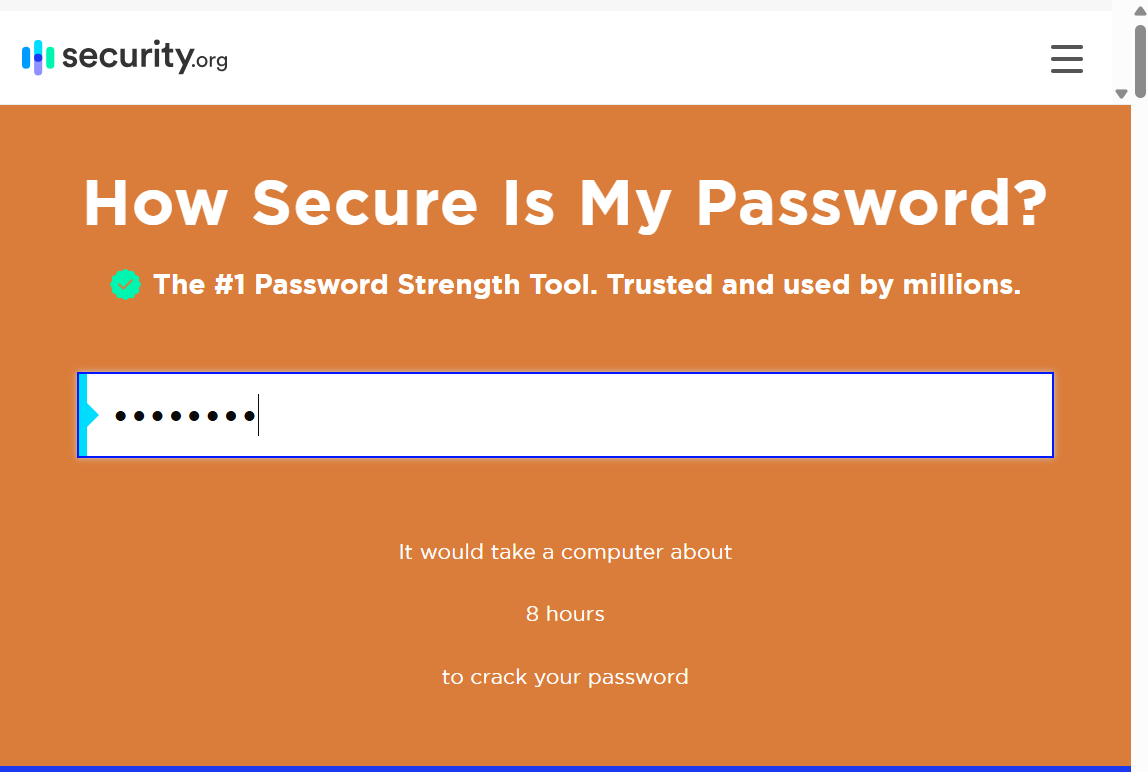 security.org
How Secure Is My Password?
The #1 Password Strength Tool. Trusted and used by millions.
••••••••
It would take a computer about
8 hours
to crack your password